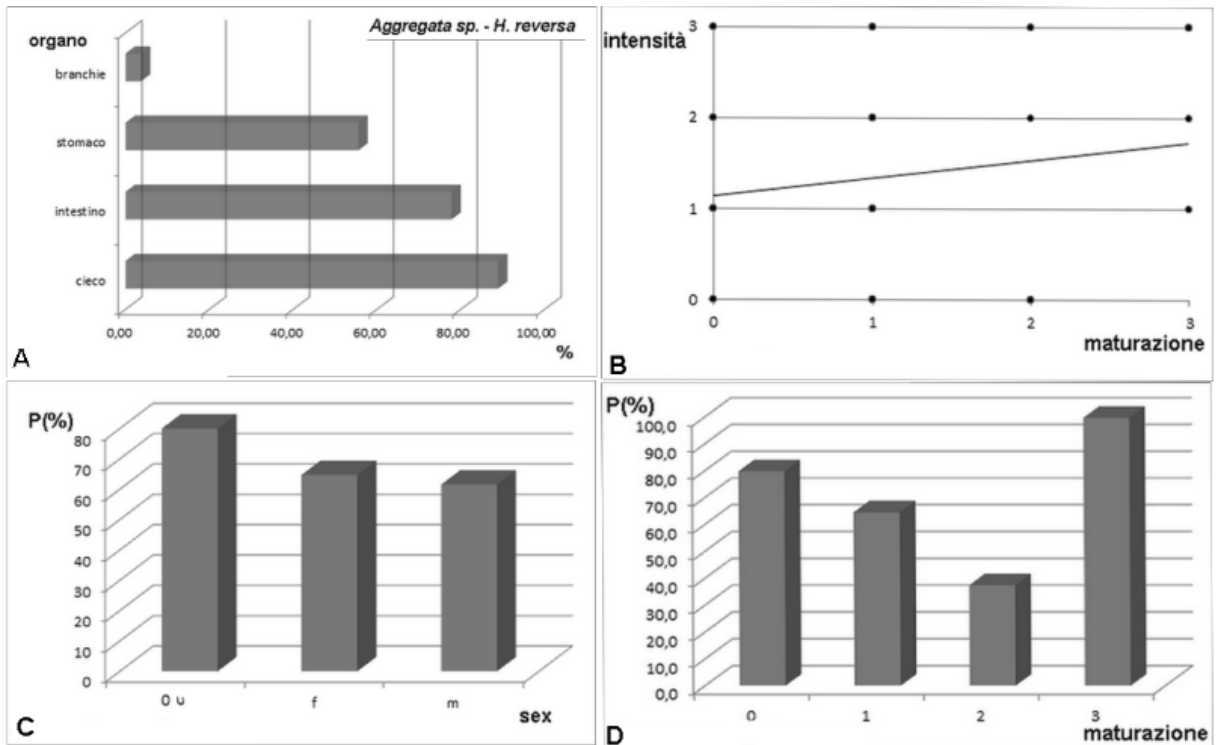 Aggregata sp. - H. reversa
organo
branchie
stomaco
intestino
cieco
0,00 20,00 40,00 60,00 80,00 100,00
%
A
intensità
3
2
1
0
0 1 2 3
maturazione
B
P(%)
80
70
60
50
40
30
20
10
0
0 u f m
sex
C
P(%)
100,0
90,0
80,0
70,0
60,0
50,0
40,0
30,0
20,0
10,0
0,0
0 1 2 3
maturazione
D